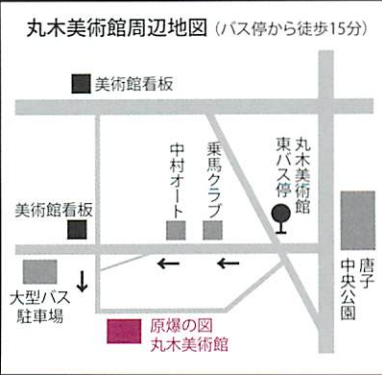 丸木美術館周辺地図（バス停から徒歩15分）
美術館看板
中村オート
乗馬クラブ
丸木美術館
東バス停
美術館看板
唐子
中央公園
大型バス
駐車場
原爆の図
丸木美術館